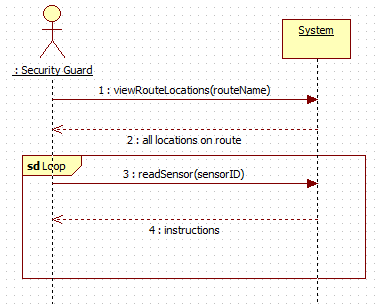 System
: Security Guard
1 : viewRouteLocations(routeName)
2 : all locations on route
sd Loop
3 : readSensor(sensorID)
4 : instructions